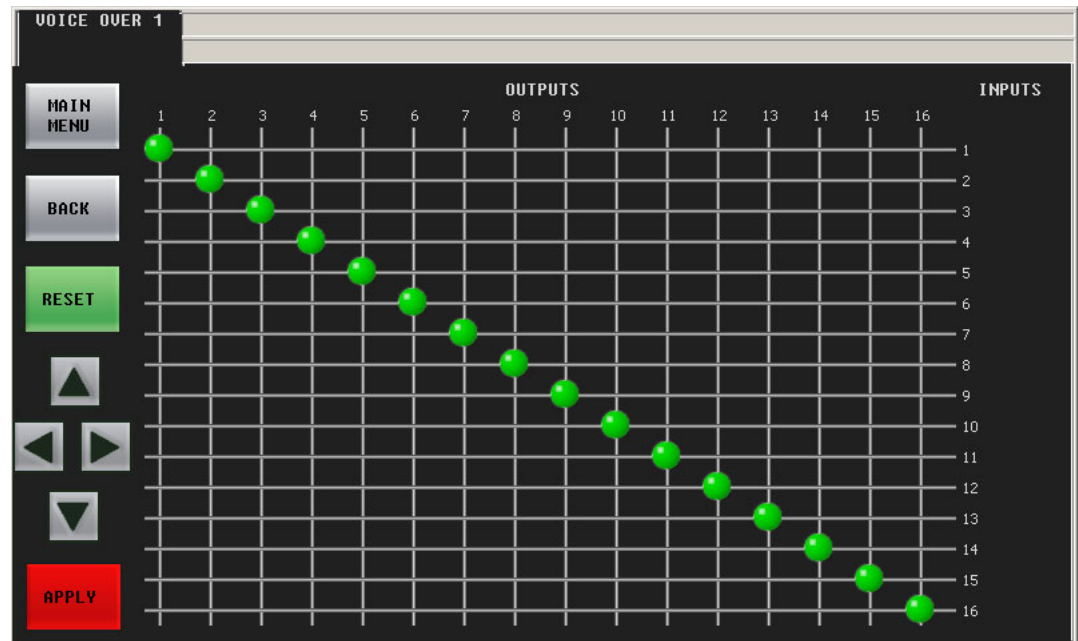 VOICE OVER 1
OUTPUTS
INPUTS
MAIN
MENU
1 2 3 4 5 6 7 8 9 10 11 12 13 14 15 16
1
2
BACK
3
4
5
RESET
6
7
8
9
10
11
12
13
14
15
APPLY
16